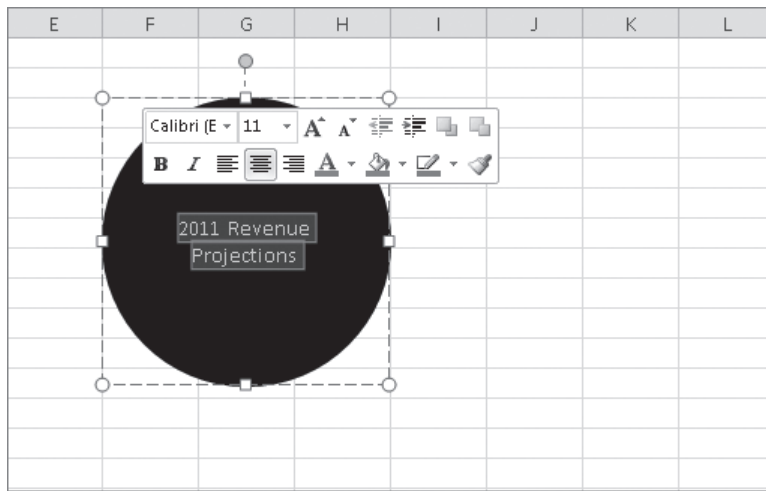 E F G H I J K L
Calibri (E 11 A A
B I A
2011 Revenue
Projections